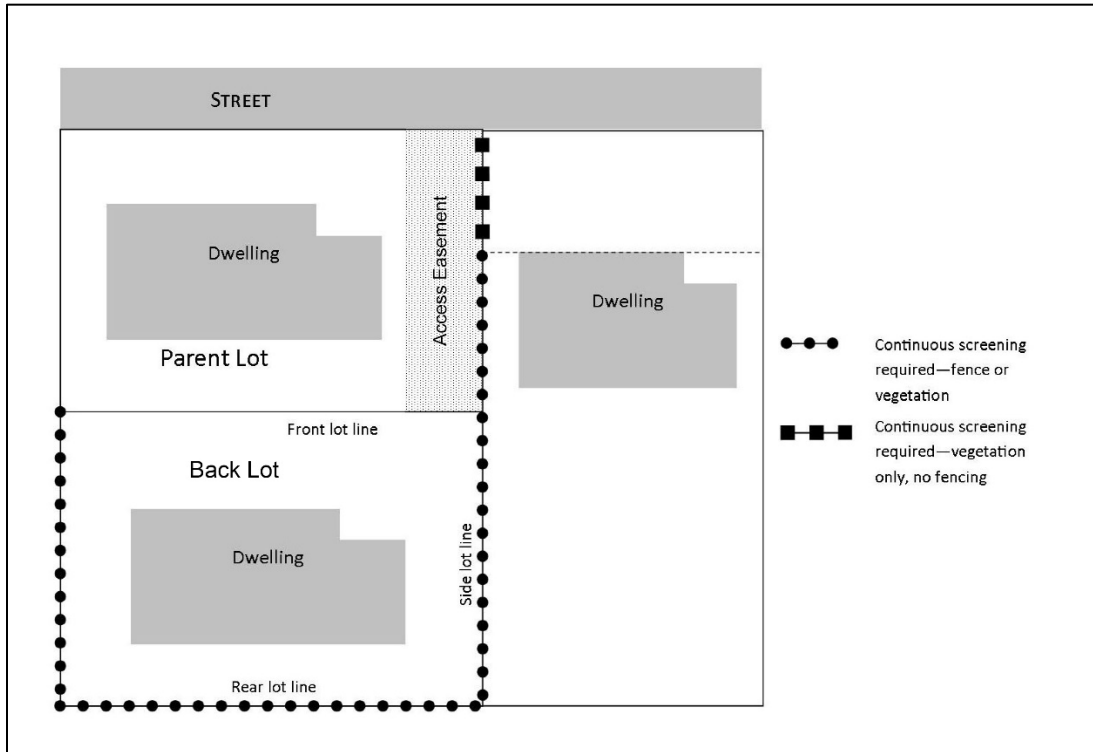 STREET
Dwelling
Access Easement
Parent Lot
Dwelling
Continuous screening
required—fence or
vegetation
Continuous screening
required—vegetation
only, no fencing
Front lot line
Back Lot
Dwelling
Side lot line
Rear lot line